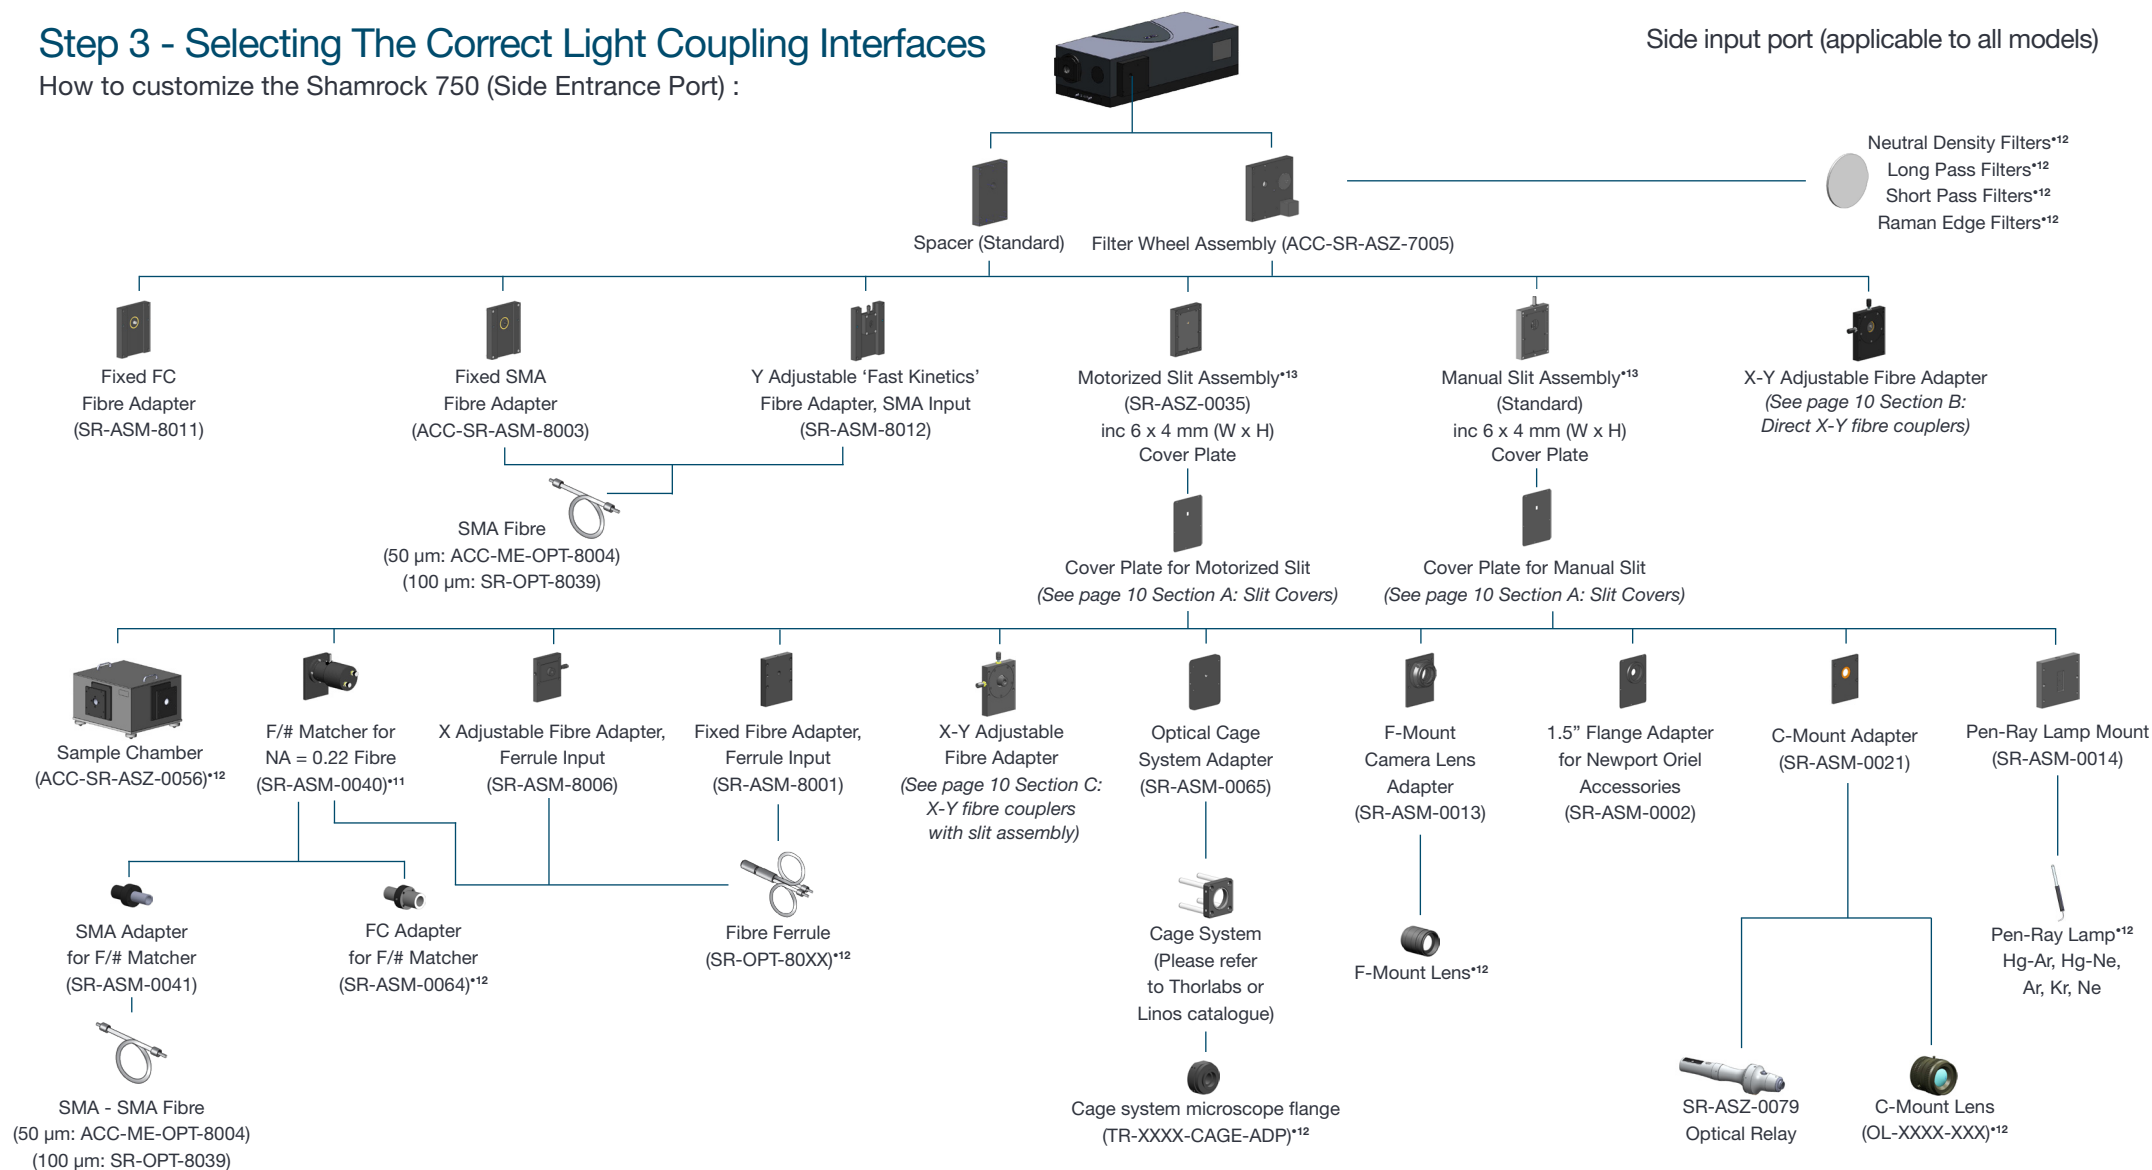 Step 3 - Selecting The Correct Light Coupling Interfaces
How to customize the Shamrock 750 (Side Entrance Port) :
Side input port (applicable to all models)
Neutral Density Filters•12
Long Pass Filters•12
Short Pass Filters•12
Raman Edge Filters•12
Spacer (Standard)
Filter Wheel Assembly (ACC-SR-ASZ-7005)
Fixed FC
Fibre Adapter
(SR-ASM-8011)
Fixed SMA
Fibre Adapter
(ACC-SR-ASM-8003)
Y Adjustable ‘Fast Kinetics’
Fibre Adapter, SMA Input
(SR-ASM-8012)
Motorized Slit Assembly•13
(SR-ASZ-0035)
inc 6 x 4 mm (W x H)
Cover Plate
Manual Slit Assembly•13
(Standard)
inc 6 x 4 mm (W x H)
Cover Plate
X-Y Adjustable Fibre Adapter
(See page 10 Section B:
Direct X-Y fibre couplers)
SMA Fibre
(50 µm: ACC-ME-OPT-8004)
(100 µm: SR-OPT-8039)
Cover Plate for Motorized Slit
(See page 10 Section A: Slit Covers)
Cover Plate for Manual Slit
(See page 10 Section A: Slit Covers)
Sample Chamber
(ACC-SR-ASZ-0056)•12
F/# Matcher for
NA = 0.22 Fibre
(SR-ASM-0040)•11
X Adjustable Fibre Adapter,
Ferrule Input
(SR-ASM-8006)
Fixed Fibre Adapter,
Ferrule Input
(SR-ASM-8001)
X-Y Adjustable
Fibre Adapter
(See page 10 Section C:
X-Y fibre couplers
with slit assembly)
Optical Cage
System Adapter
(SR-ASM-0065)
F-Mount
Camera Lens
Adapter
(SR-ASM-0013)
1.5” Flange Adapter
for Newport Oriel
Accessories
(SR-ASM-0002)
C-Mount Adapter
(SR-ASM-0021)
Pen-Ray Lamp Mount
(SR-ASM-0014)
SMA Adapter
for F/# Matcher
(SR-ASM-0041)
FC Adapter
for F/# Matcher
(SR-ASM-0064)•12
Fibre Ferrule
(SR-OPT-80XX)•12
Cage System
(Please refer
to Thorlabs or
Linos catalogue)
F-Mount Lens•12
Pen-Ray Lamp•12
Hg-Ar, Hg-Ne,
Ar, Kr, Ne
SMA - SMA Fibre
(50 µm: ACC-ME-OPT-8004)
(100 µm: SR-OPT-8039)
Cage system microscope flange
(TR-XXXX-CAGE-ADP)•12
SR-ASZ-0079
Optical Relay
C-Mount Lens
(OL-XXXX-XXX)•12